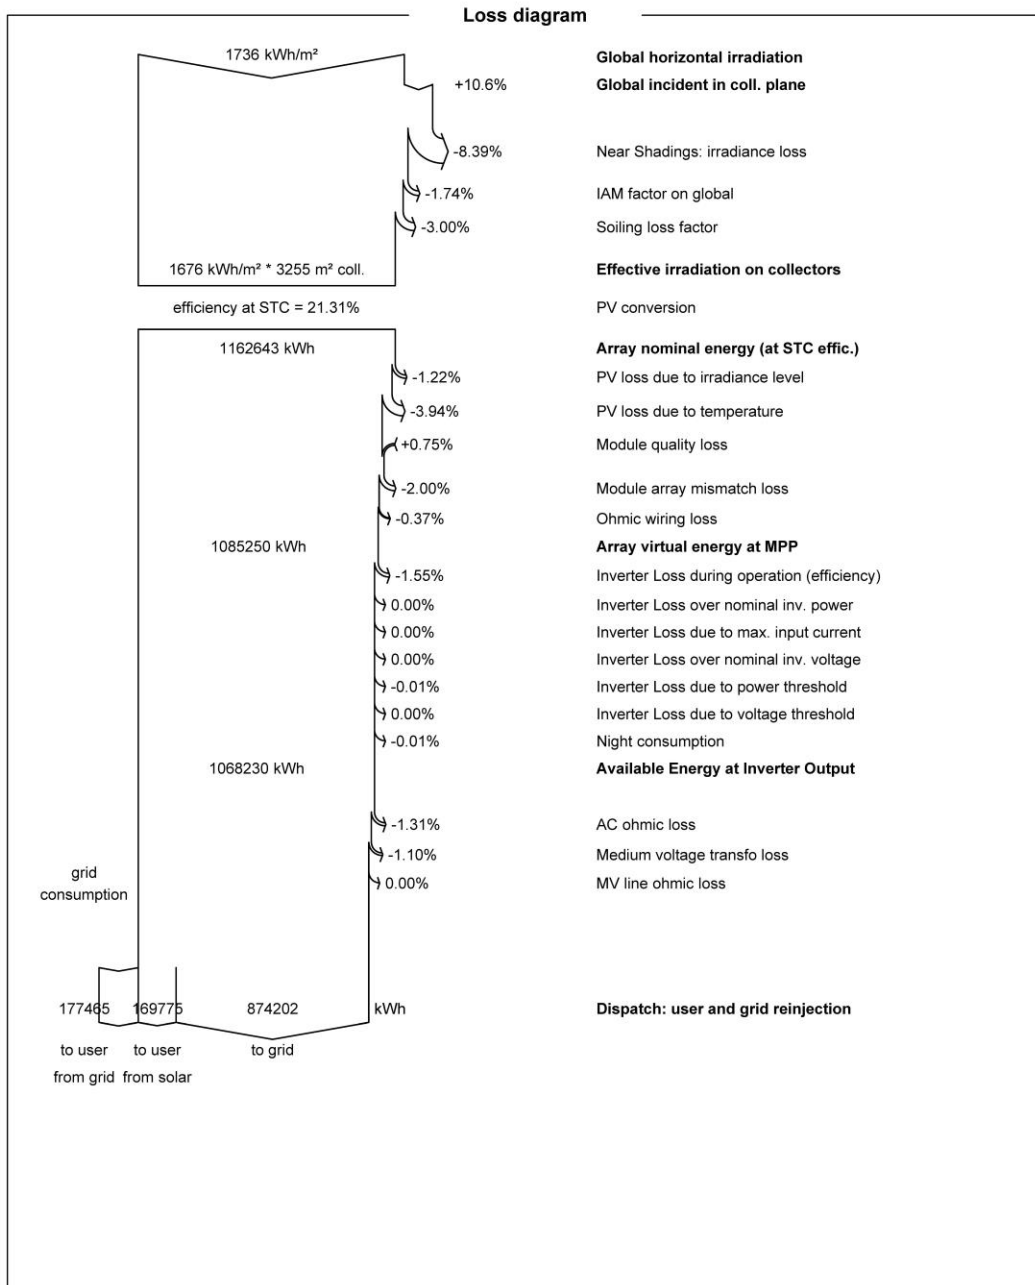 Loss diagram
1736 kWh/m² Global horizontal irradiation
+10.6% Global incident in coll. plane
-8.39% Near Shadings: irradiance loss
-1.74% IAM factor on global
-3.00% Soiling loss factor
1676 kWh/m² * 3255 m² coll. Effective irradiation on collectors
efficiency at STC = 21.31% PV conversion
1162643 kWh Array nominal energy (at STC effic.)
-1.22% PV loss due to irradiance level
-3.94% PV loss due to temperature
+0.75% Module quality loss
-2.00% Module array mismatch loss
-0.37% Ohmic wiring loss
1085250 kWh Array virtual energy at MPP
-1.55% Inverter Loss during operation (efficiency)
0.00% Inverter Loss over nominal inv. power
0.00% Inverter Loss due to max. input current
0.00% Inverter Loss over nominal inv. voltage
-0.01% Inverter Loss due to power threshold
0.00% Inverter Loss due to voltage threshold
-0.01% Night consumption
1068230 kWh Available Energy at Inverter Output
-1.31% AC ohmic loss
-1.10% Medium voltage transfo loss
grid
consumption
0.00% MV line ohmic loss
177465 169775 874202 kWh Dispatch: user and grid reinjection
to user to user to grid
from grid from solar